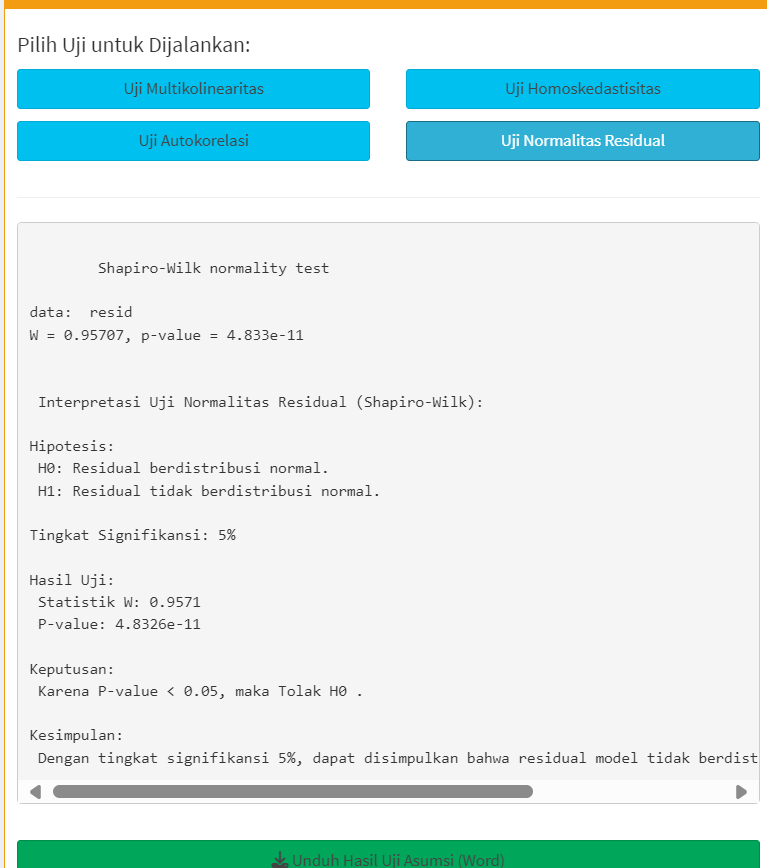 Pilih Uji untuk Dijalankan:
Uji Multikolinearitas
Uji Homoskedastisitas
Uji Autokorelasi
Uji Normalitas Residual
Shapiro-Wilk normality test
data:  resid
W = 0.95707, p-value = 4.833e-11
Interpretasi Uji Normalitas Residual (Shapiro-Wilk):
Hipotesis:
H0: Residual berdistribusi normal.
H1: Residual tidak berdistribusi normal.
Tingkat Signifikansi: 5%
Hasil Uji:
Statistik W: 0.9571
P-value: 4.8326e-11
Keputusan:
Karena P-value < 0.05, maka Tolak H0 .
Kesimpulan:
Dengan tingkat signifikansi 5%, dapat disimpulkan bahwa residual model tidak berdist
Unduh Hasil Uji Asumsi (Word)